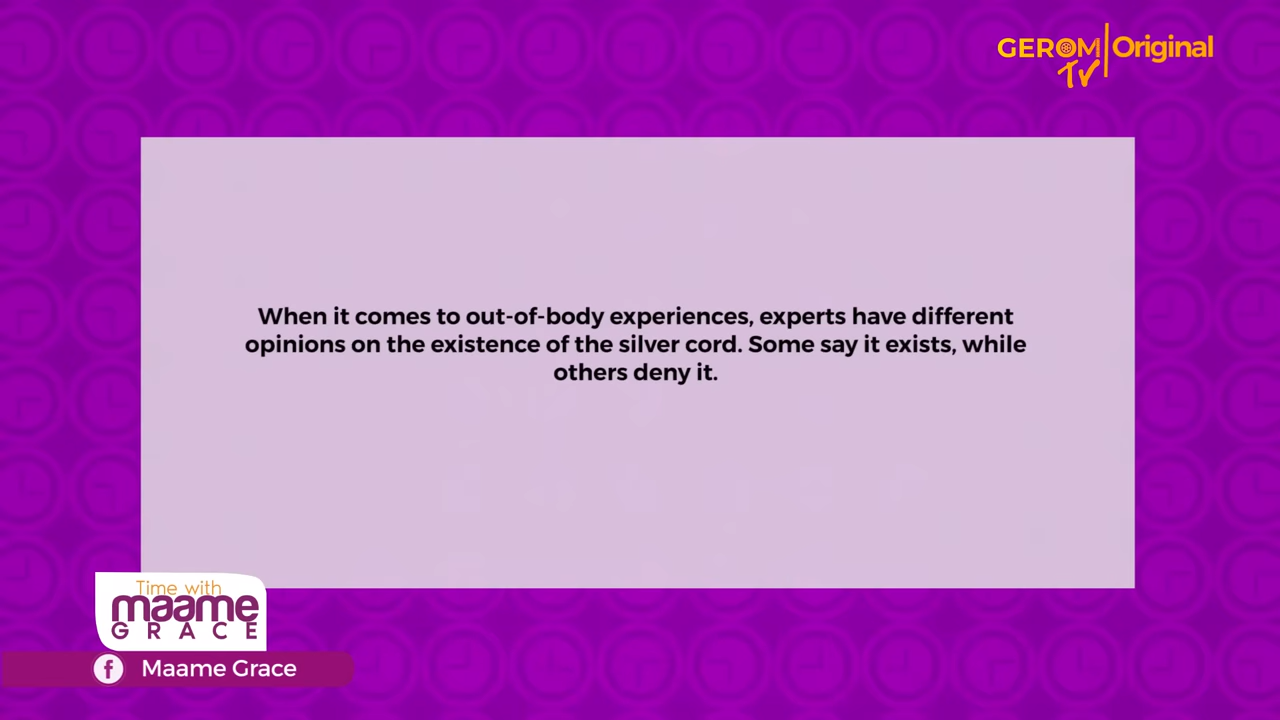 GEROM TV | Original
When it comes to out-of-body experiences, experts have different
opinions on the existence of the silver cord. Some say it exists, while
others deny it.
Time with
maame
GRACE
Maame Grace